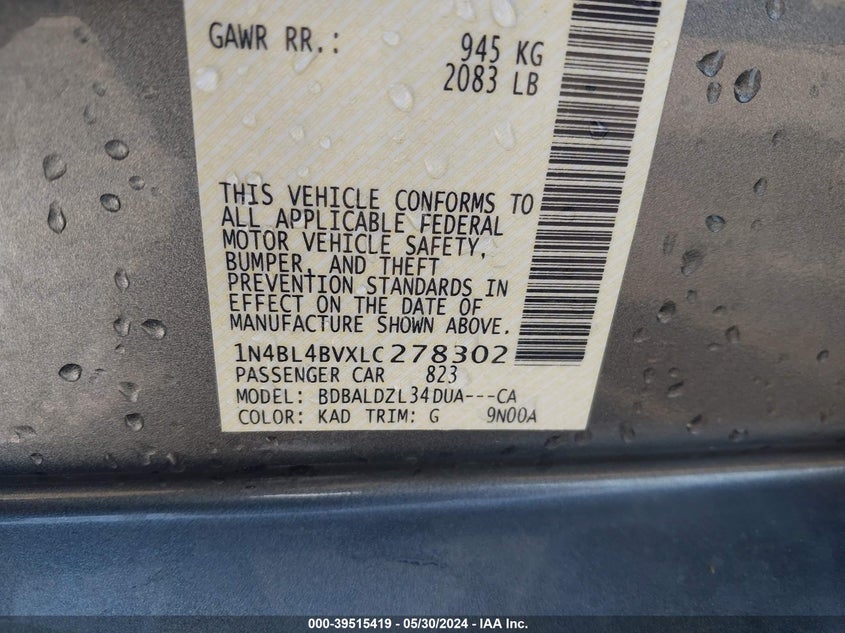 GAWR RR.: 945 KG
2083 LB
THIS VEHICLE CONFORMS TO
ALL APPLICABLE FEDERAL
MOTOR VEHICLE SAFETY,
BUMPER, AND THEFT
PREVENTION STANDARDS IN
EFFECT ON THE DATE OF
MANUFACTURE SHOWN ABOVE.
1N4BL4BVXLC278302
PASSENGER CAR 823
MODEL: BDBALDZL34DUA---CA
COLOR: KAD TRIM: G 9N00A
000-39515419 - 05/30/2024 - IAA Inc.